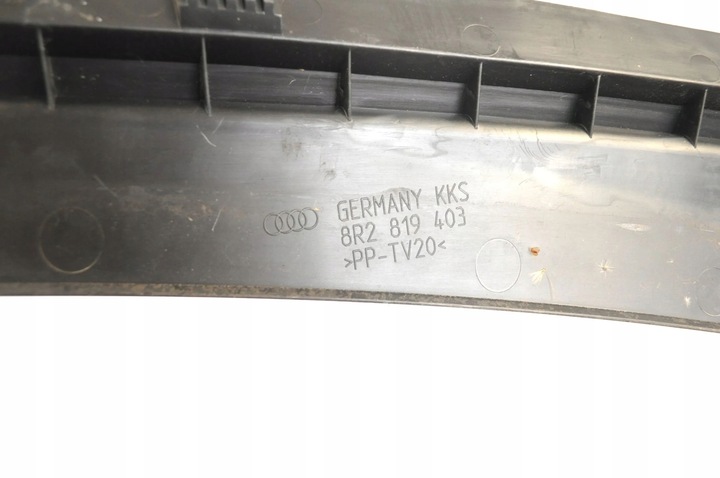 GERMANY KKS
8R2 819 403
>PP-TV20<